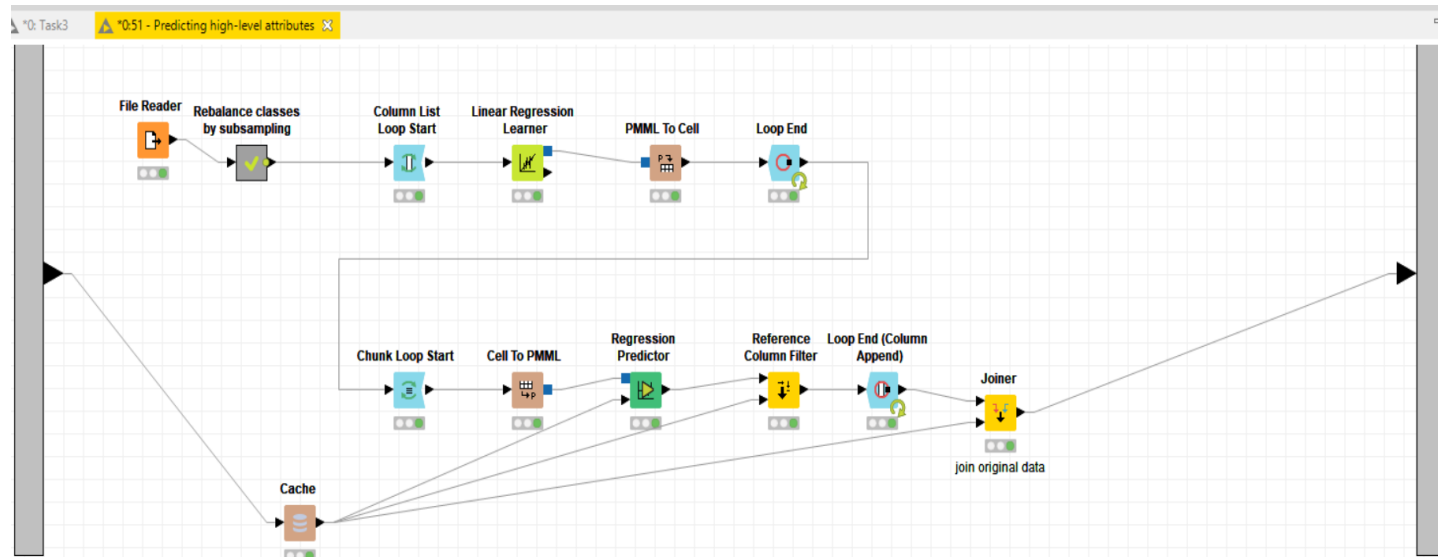 *0: Task3
*0:51 - Predicting high-level attributes
File Reader
Rebalance classes
by subsampling
Column List
Loop Start
Linear Regression
Learner
PMML To Cell
Loop End
Chunk Loop Start
Cell To PMML
Regression
Predictor
Reference
Column Filter
Loop End (Column
Append)
Joiner
join original data
Cache